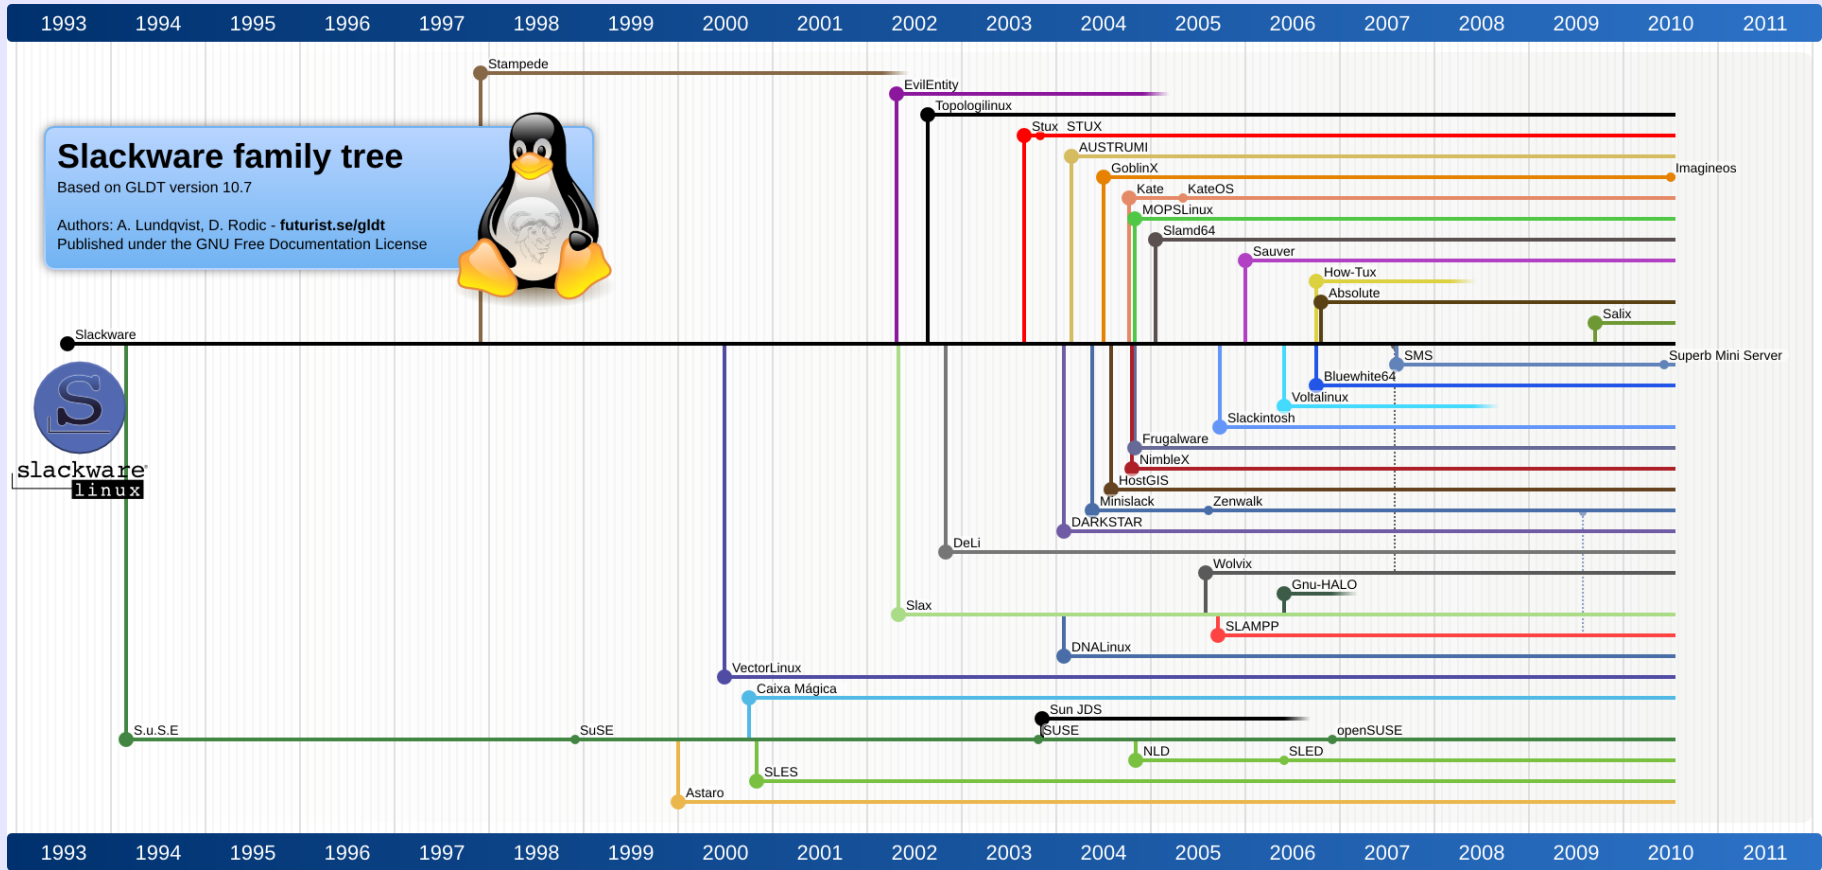 1993 1994 1995 1996 1997 1998 1999 2000 2001 2002 2003 2004 2005 2006 2007 2008 2009 2010 2011
Stampede
EvilEntity
Topologilinux
Stux STUX
AUSTRUMI
GoblinX Imagineos
Kate KateOS
MOPSLinux
Slamd64
Sauver
How-Tux
Absolute
Salix
Slackware family tree
Based on GLDT version 10.7
Authors: A. Lundqvist, D. Rodic - futurist.se/gldt
Published under the GNU Free Documentation License
Slackware
SMS Superb Mini Server
Bluewhite64
Voltalinux
Slackintosh
Frugalware
NimbleX
HostGIS
Minislack Zenwalk
DARKSTAR
DeLi
Wolvix
Gnu-HALO
Slax
SLAMPP
DNALinux
VectorLinux
Caixa Mágica
Sun JDS
S.u.S.E SuSE SUSE openSUSE
NLD SLED
SLES
Astaro
S
slackware
linux
1993 1994 1995 1996 1997 1998 1999 2000 2001 2002 2003 2004 2005 2006 2007 2008 2009 2010 2011